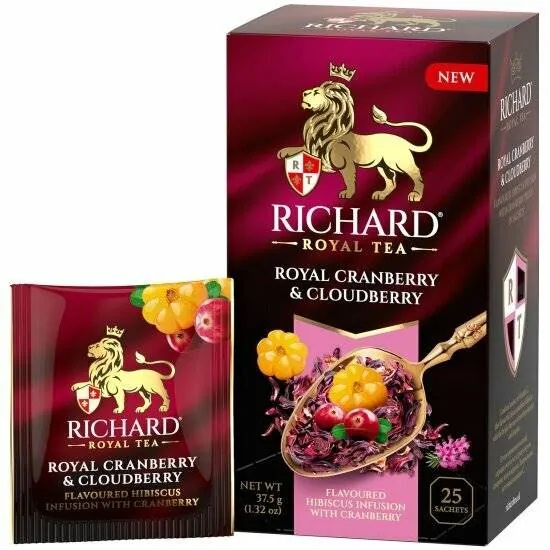 NEW
R T
RICHARD®
ROYAL TEA
ROYAL CRANBERRY
& CLOUDBERRY
NET WT
37.5 g
(1.32 oz)
FLAVOURED
HIBISCUS INFUSION
WITH CRANBERRY
25
SACHETS
RICHARD
ROYAL TEA
ROYAL CRANBERRY
& CLOUDBERRY
R
T
R T
RICHARD®
ROYAL TEA
ROYAL CRANBERRY
& CLOUDBERRY
FLAVOURED HIBISCUS
INFUSION WITH CRANBERRY